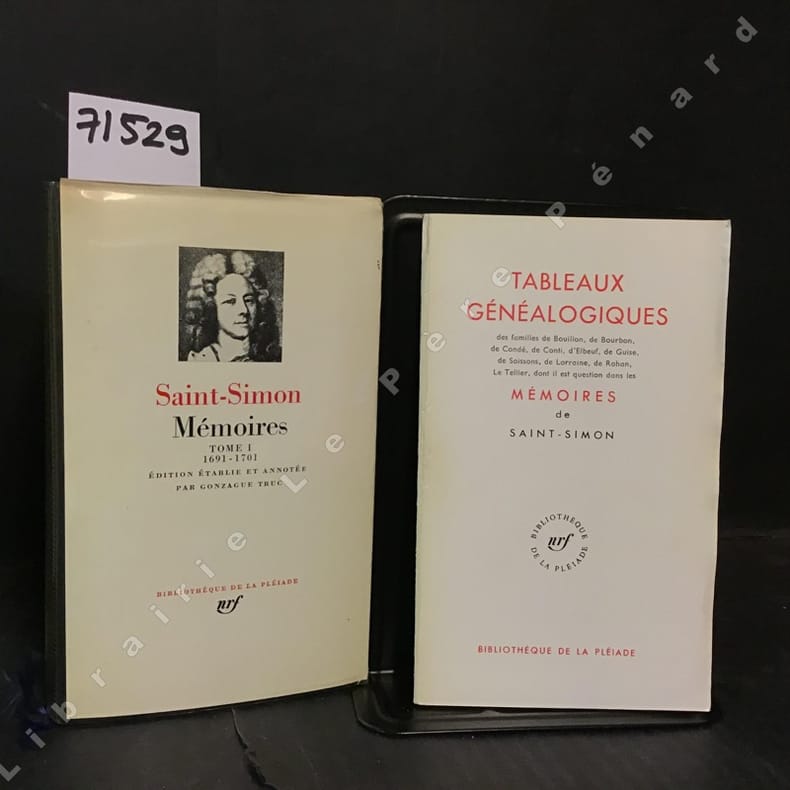 71529
Saint-Simon
Mémoires
TOME I
1691-1701
ÉDITION ÉTABLIE ET ANNOTÉE
PAR GONZAGUE TRUC
BIBLIOTHÈQUE DE LA PLÉIADE
nrf
TABLEAUX
GÉNÉALOGIQUES
des familles de Bouillon, de Bourbon,
de Condé, de Conti, d'Elbeuf, de Guise,
de Soissons, de Lorraine, de Rohan,
Le Tellier, dont il est question dans les
MÉMOIRES
de
SAINT-SIMON
BIBLIOTHÈQUE
nrf
DE LA PLÉIADE
BIBLIOTHÈQUE DE LA PLÉIADE
Librairie Le Père Pénard